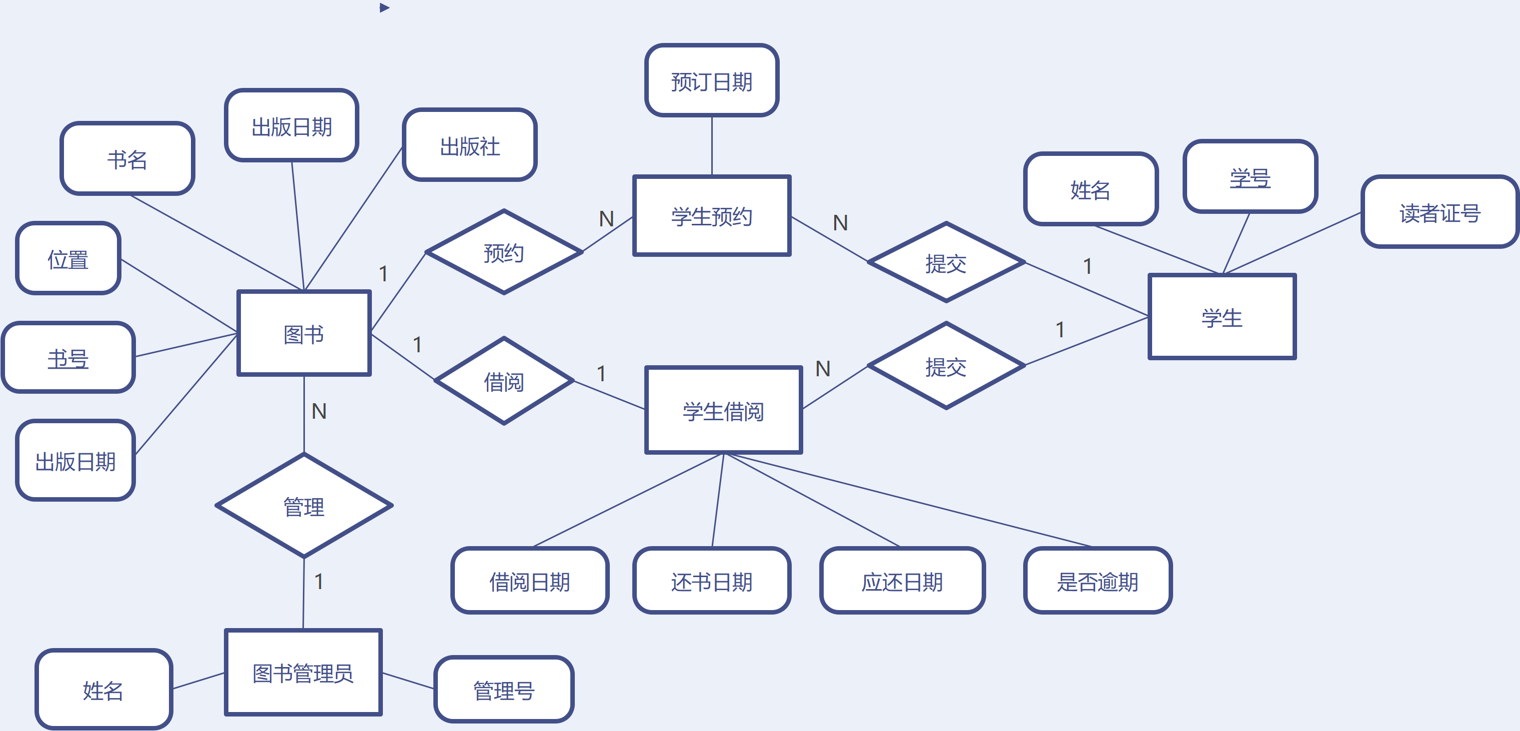 预订日期
出版日期
出版社
书名
姓名
学号
读者证号
学生预约
N
N
预约
提交
位置
1
1
图书
学生
书号
1
1
N
1
借阅
提交
学生借阅
N
出版日期
管理
借阅日期
还书日期
应还日期
是否逾期
1
姓名
图书管理员
管理号